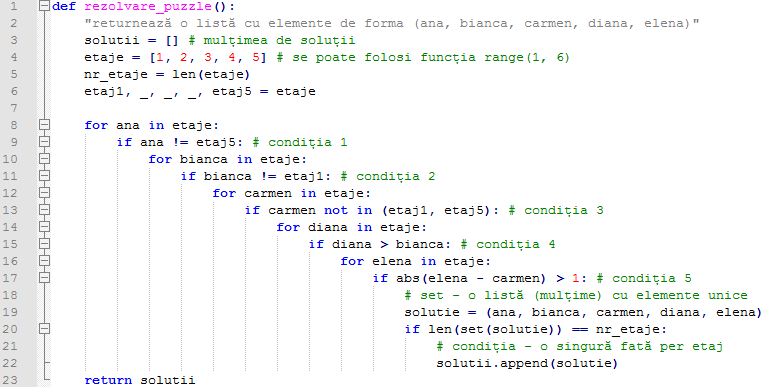 1 def rezolvare_puzzle():
2     "returnează o listă cu elemente de forma (ana, bianca, carmen, diana, elena)"
3     solutii = [] # mulțimea de soluții
4     etaje = [1, 2, 3, 4, 5] # se poate folosi funcția range(1, 6)
5     nr_etaje = len(etaje)
6     etaj1, _, _, _, etaj5 = etaje
7
8     for ana in etaje:
9         if ana != etaj5: # condiția 1
10             for bianca in etaje:
11                 if bianca != etaj1: # condiția 2
12                     for carmen in etaje:
13                         if carmen not in (etaj1, etaj5): # condiția 3
14                             for diana in etaje:
15                                 if diana > bianca: # condiția 4
16                                     for elena in etaje:
17                                         if abs(elena - carmen) > 1: # condiția 5
18                                             # set - o listă (mulțime) cu elemente unice
19                                             solutie = (ana, bianca, carmen, diana, elena)
20                                             if len(set(solutie)) == nr_etaje:
21                                                 # condiția - o singură fată per etaj
22                                                 solutii.append(solutie)
23     return solutii